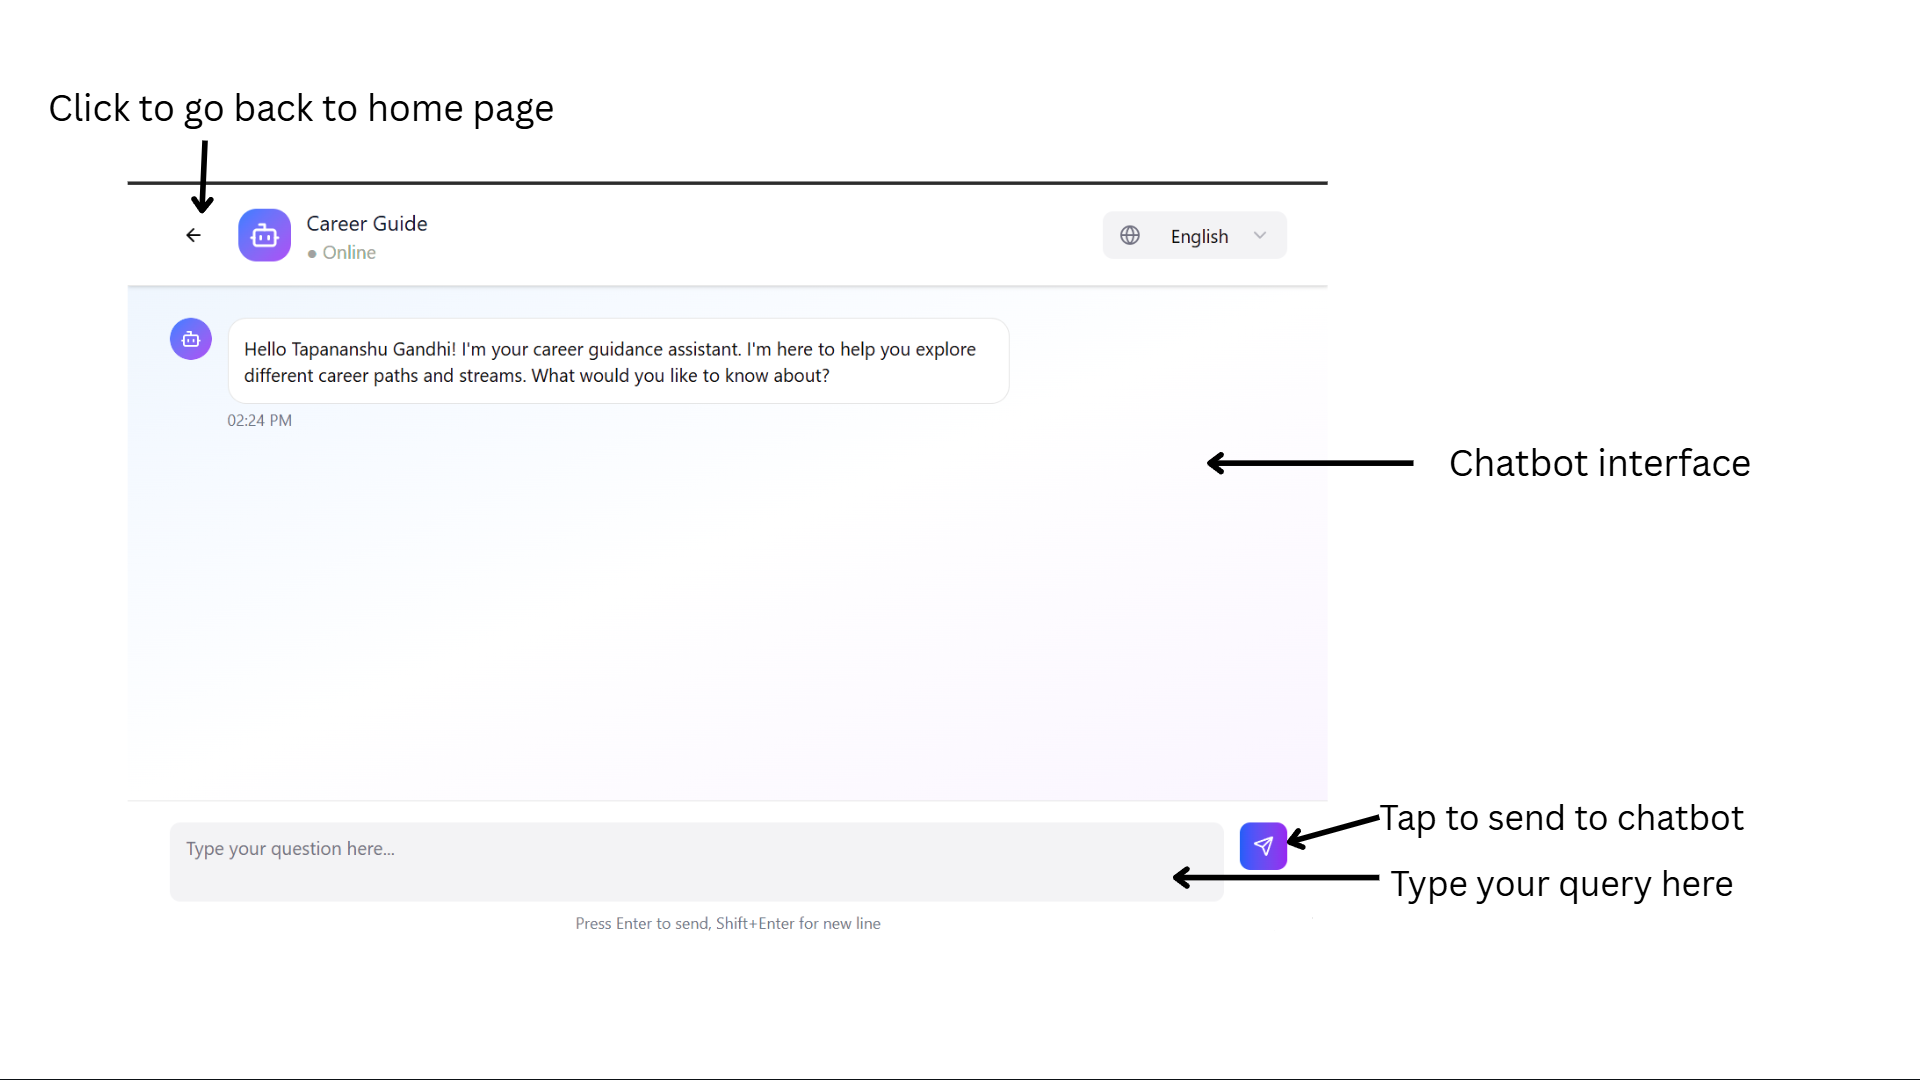 Click to go back to home page
Career Guide
● Online
English
Hello Tapananshu Gandhi! I'm your career guidance assistant. I'm here to help you explore
different career paths and streams. What would you like to know about?
02:24 PM
Chatbot interface
Tap to send to chatbot
Type your question here...
Type your query here
Press Enter to send, Shift+Enter for new line